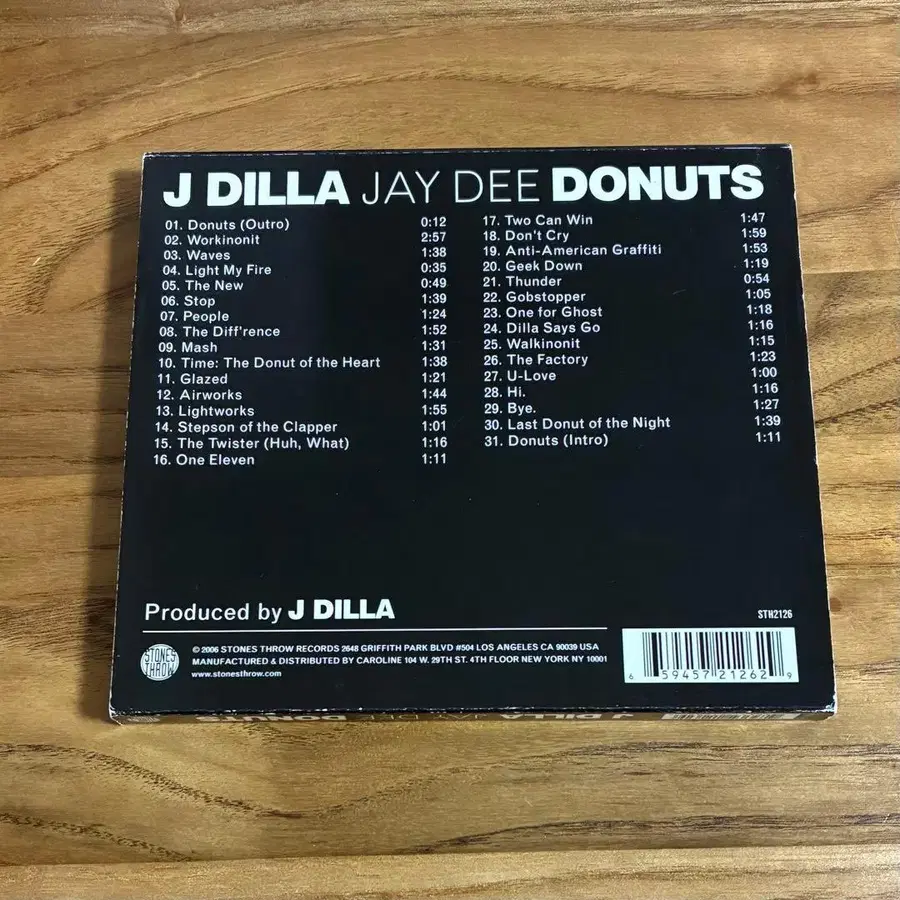 J DILLA JAY DEE DONUTS
01. Donuts (Outro) 0:12
02. Workinonit 2:57
03. Waves 1:38
04. Light My Fire 0:35
05. The New 0:49
06. Stop 1:39
07. People 1:24
08. The Diff'rence 1:52
09. Mash 1:31
10. Time: The Donut of the Heart 1:38
11. Glazed 1:21
12. Airworks 1:44
13. Lightworks 1:55
14. Stepson of the Clapper 1:01
15. The Twister (Huh, What) 1:16
16. One Eleven 1:11
17. Two Can Win 1:47
18. Don't Cry 1:59
19. Anti-American Graffiti 1:53
20. Geek Down 1:19
21. Thunder 0:54
22. Gobstopper 1:05
23. One for Ghost 1:18
24. Dilla Says Go 1:16
25. Walkinonit 1:15
26. The Factory 1:23
27. U-Love 1:00
28. Hi. 1:16
29. Bye. 1:27
30. Last Donut of the Night 1:39
31. Donuts (Intro) 1:11
Produced by J DILLA
STH2126
STONES THROW
© 2006 STONES THROW RECORDS 2648 GRIFFITH PARK BLVD #504 LOS ANGELES CA 90039 USA
MANUFACTURED & DISTRIBUTED BY CAROLINE 104 W. 29TH ST. 4TH FLOOR NEW YORK NY 10001
www.stonesthrow.com
6 59457 21262 9
J DILLA JAY DEE DONUTS